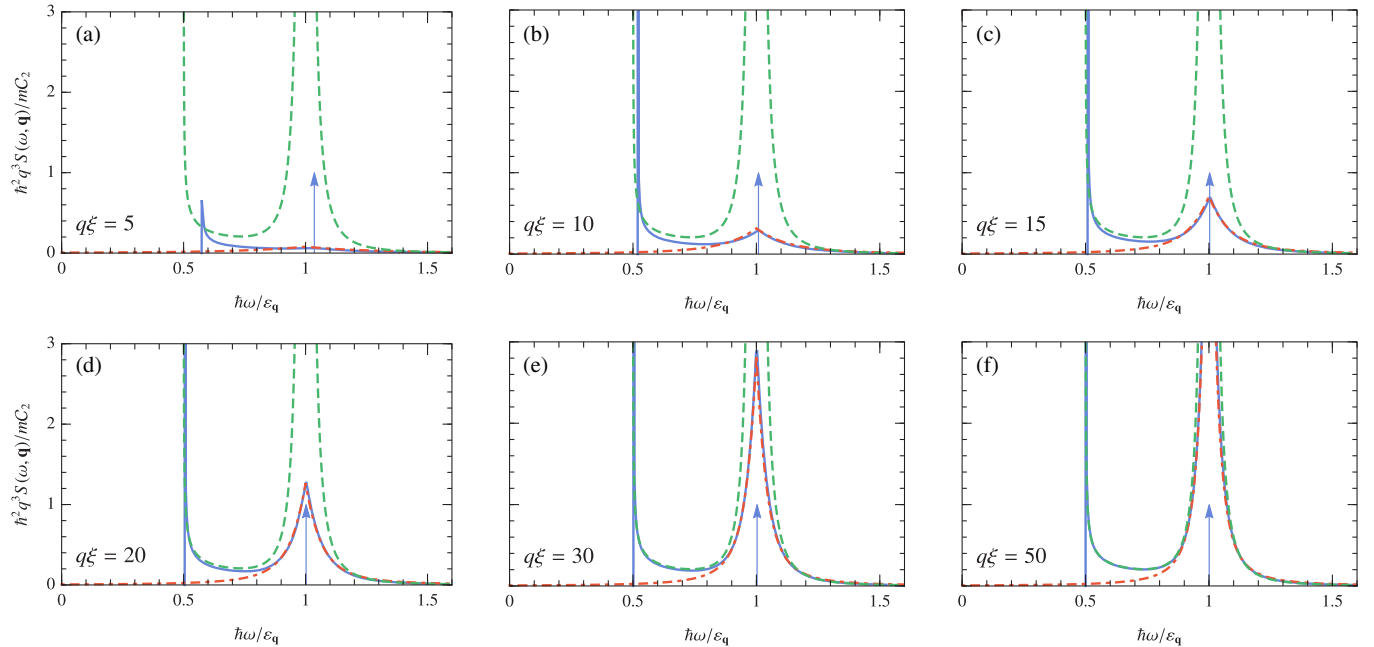 (a) (b) (c)
ħ²q³S(ω, q)/mC₂
3
2
1
0
qξ = 5 qξ = 10 qξ = 15
0 0.5 1 1.5 0 0.5 1 1.5 0 0.5 1 1.5
ħω/ε_q ħω/ε_q ħω/ε_q
(d) (e) (f)
ħ²q³S(ω, q)/mC₂
3
2
1
0
qξ = 20 qξ = 30 qξ = 50
0 0.5 1 1.5 0 0.5 1 1.5 0 0.5 1 1.5
ħω/ε_q ħω/ε_q ħω/ε_q